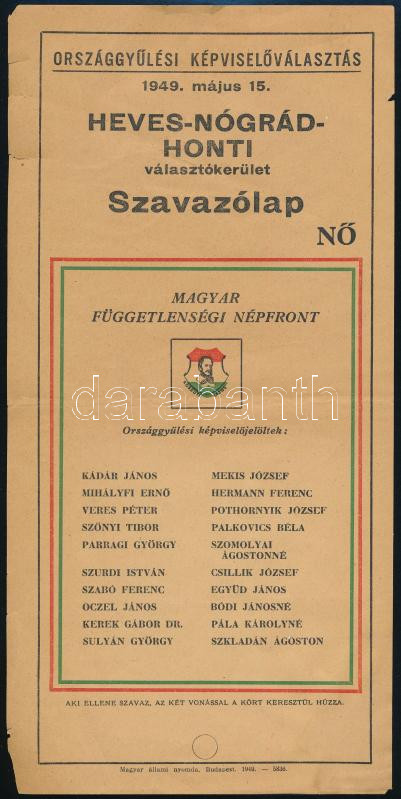 ORSZÁGGYŰLÉSI KÉPVISELŐVÁLASZTÁS
1949. május 15.
HEVES-NÓGRÁD-
HONTI
választókerület
Szavazólap
NŐ
MAGYAR
FÜGGETLENSÉGI NÉPFRONT
darabanth
Országgyűlési képviselőjelöltek:
KÁDÁR JÁNOS
MIHÁLYFI ERNŐ
VERES PÉTER
SZŐNYI TIBOR
PARRAGI GYÖRGY
SZURDI ISTVÁN
SZABÓ FERENC
OCZEL JÁNOS
KEREK GÁBOR DR.
SULYÁN GYÖRGY
MEKIS JÓZSEF
HERMANN FERENC
POTHORNYIK JÓZSEF
PALKOVICS BÉLA
SZOMOLYAI
ÁGOSTONNÉ
CSILLIK JÓZSEF
EGYÜD JÁNOS
BÓDI JÁNOSNÉ
PÁLA KÁROLYNÉ
SZKLADÁN ÁGOSTON
AKI ELLENE SZAVAZ, AZ KÉT VONÁSSAL A KÖRT KERESZTÜL HÚZZA.
Magyar állami nyomda. Budapest. 1949. — 5836.